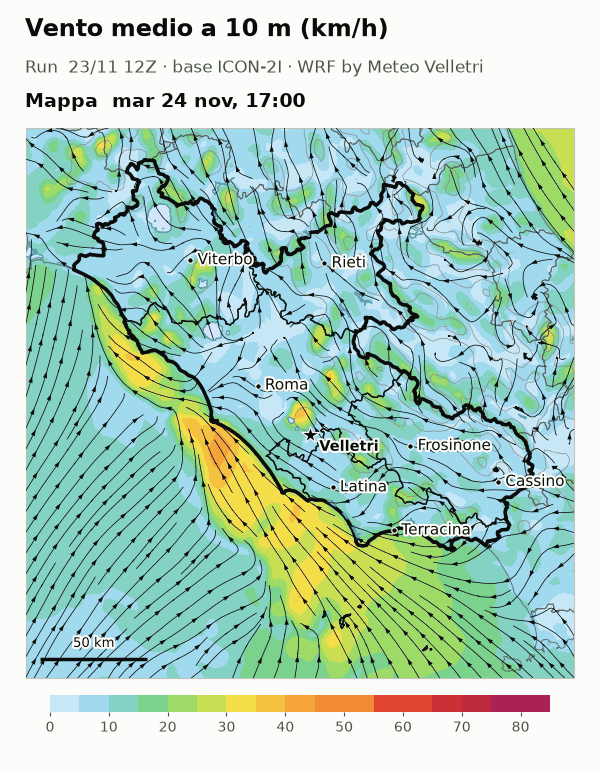 Vento medio a 10 m (km/h)
Run  23/11 12Z · base ICON-2I · WRF by Meteo Velletri
Mappa  mar 24 nov, 17:00
Viterbo
Rieti
Roma
Velletri
Frosinone
Cassino
Latina
Terracina
50 km
0 10 20 30 40 50 60 70 80